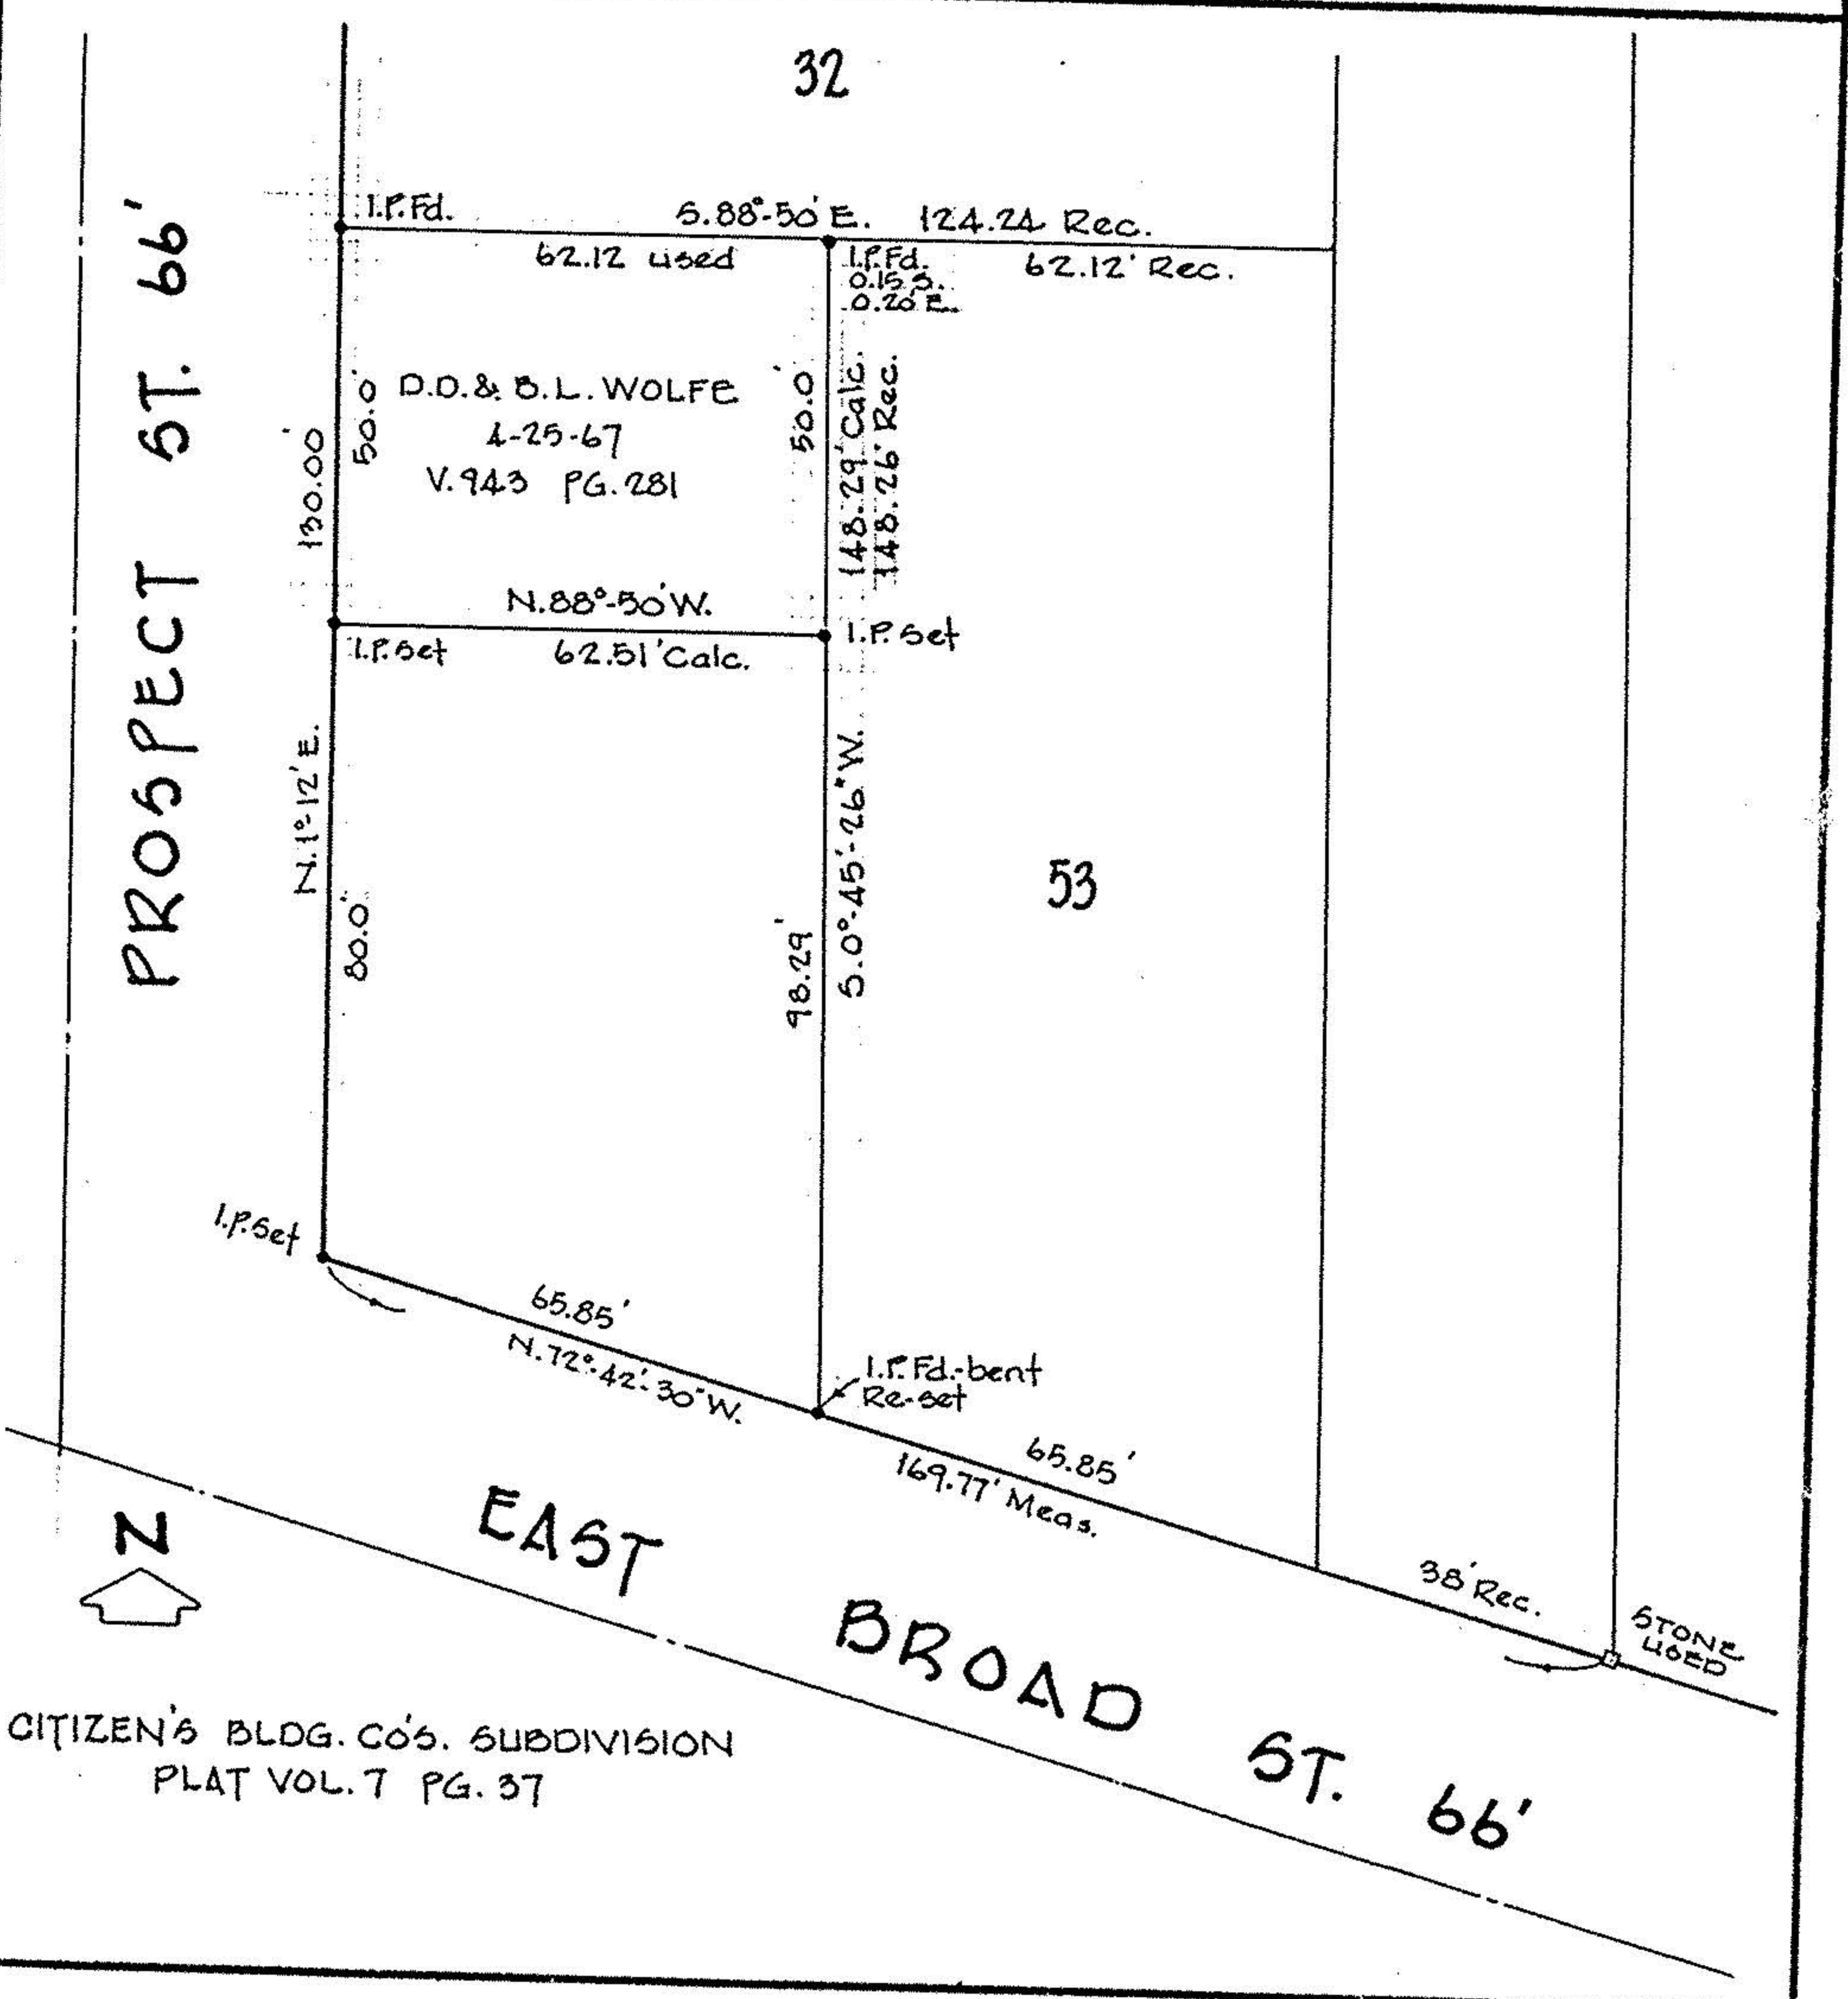 32
PROSPECT ST. 66'
I.P. Fd.
S.88°-50'E. 124.24 Rec.
62.12 used
I.P. Fd.
0.15 S.
0.20 E.
62.12' Rec.
130.00'
50.0'
D.D. & B.L. WOLFE
4-25-67
V. 943 PG. 281
50.0'
148.29' Calc.
148.26' Rec.
N.88°-50'W.
I.P. Set
62.51' Calc.
I.P. Set
N.1°-12'E.
80.0'
98.29'
S.0°-45'-26"W.
53
I.P. Set
65.85'
N.72°-42'-30"W.
I.P. Fd.-bent
Re-set
65.85'
169.77' Meas.
38' Rec.
STONE
USED
EAST BROAD ST. 66'
N
CITIZEN'S BLDG. CO'S. SUBDIVISION
PLAT VOL. 7 PG. 37